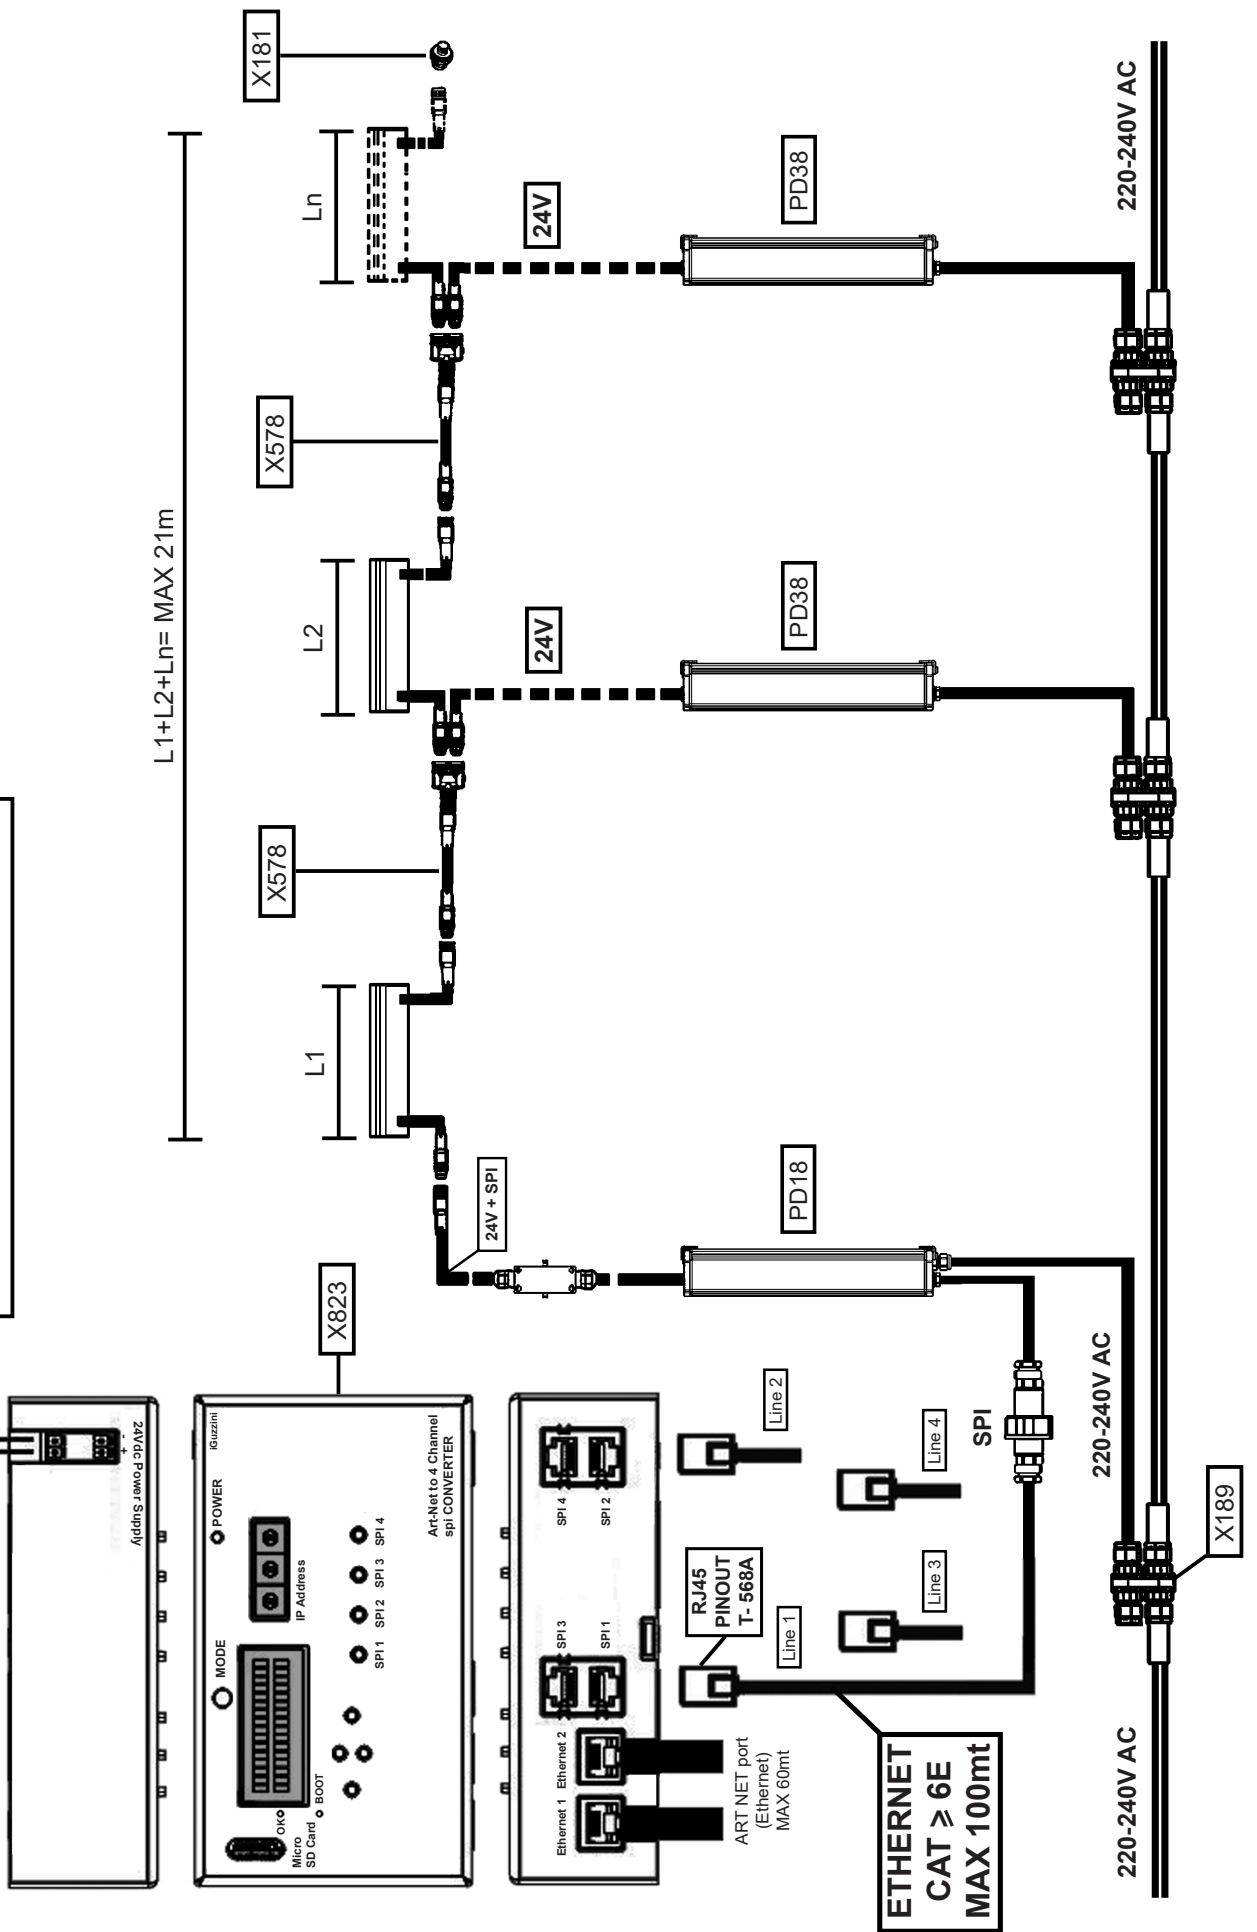 24Vdc Power Supply
- +
X823
iGuzzini
POWER
MODE
IP Address
OK
BOOT
Micro
SD Card
SPI 1
SPI 2
SPI 3
SPI 4
Art-Net to 4 Channel
spi CONVERTER
Ethernet 1
Ethernet 2
SPI 3
SPI 1
SPI 4
SPI 2
ART NET port
(Ethernet)
MAX 60mt
RJ45
PINOUT
T- 568A
Line 1
Line 2
Line 3
Line 4
ETHERNET
CAT ⩾ 6E
MAX 100mt
SPI
220-240V AC
220-240V AC
X189
L1+L2+Ln= MAX 21m
L1
L2
Ln
X578
X578
X181
24V + SPI
24V
24V
PD18
PD38
PD38
220-240V AC